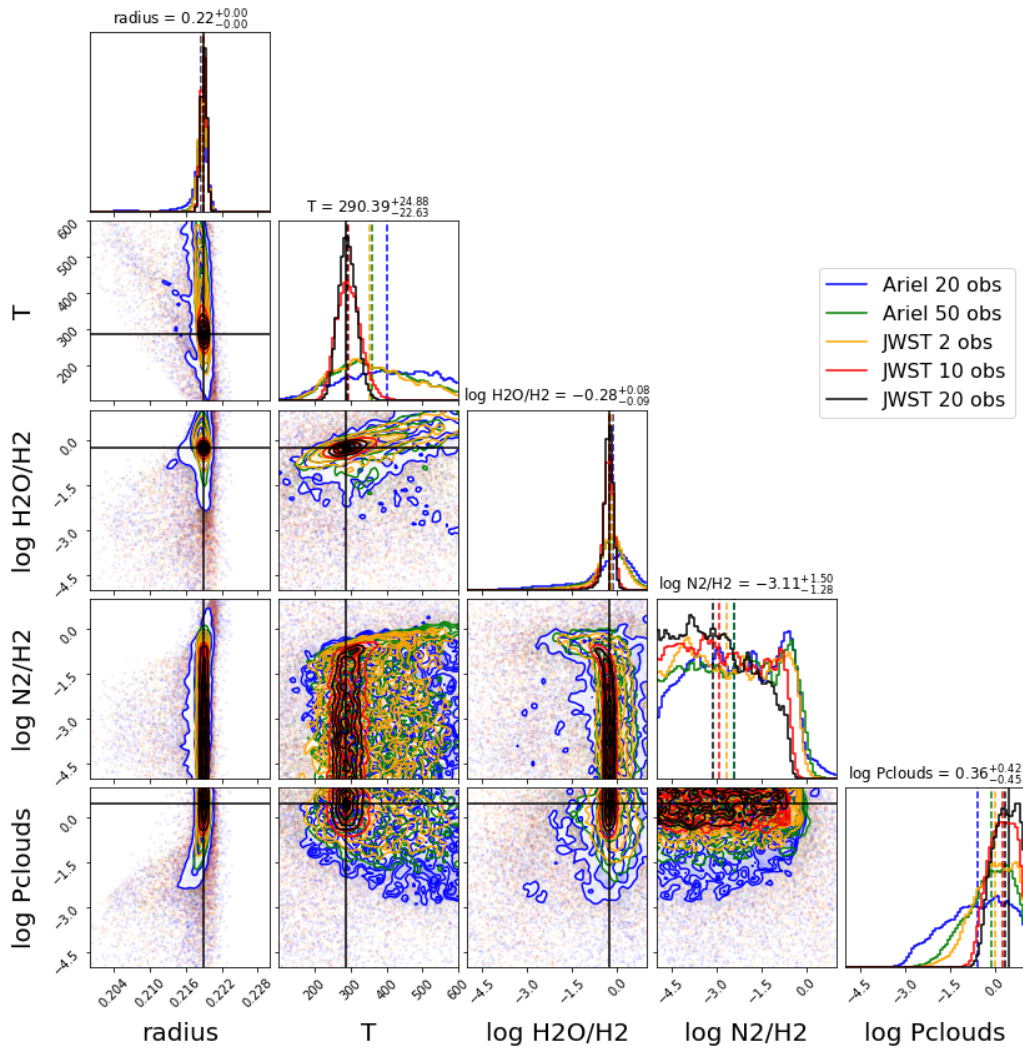 radius = 0.22 +0.00 −0.00
T = 290.39 +24.88 −22.63
log H2O/H2 = −0.28 +0.08 −0.09
log N2/H2 = −3.11 +1.50 −1.28
log Pclouds = 0.36 +0.42 −0.45
Ariel 20 obs
Ariel 50 obs
JWST 2 obs
JWST 10 obs
JWST 20 obs
T
600
500
400
300
200
log H2O/H2
0.0
−1.5
−3.0
−4.5
log N2/H2
0.0
−1.5
−3.0
−4.5
log Pclouds
0.0
−1.5
−3.0
−4.5
0.204 0.210 0.216 0.222 0.228
200 300 400 500 600
−4.5 −3.0 −1.5 0.0
−4.5 −3.0 −1.5 0.0
−4.5 −3.0 −1.5 0.0
radius
T
log H2O/H2
log N2/H2
log Pclouds